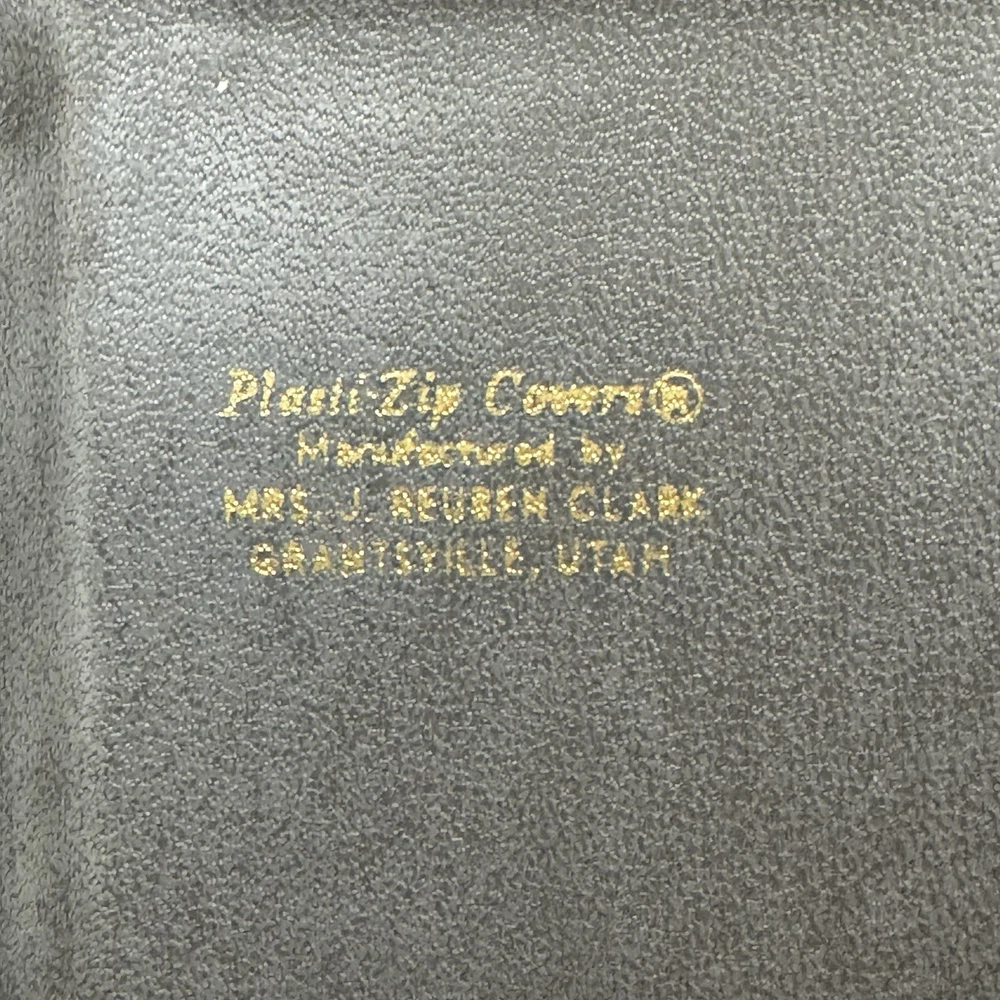 Plasti-Zip Covers®
Manufactured by
MRS. J. REUBEN CLARK
GRANTSVILLE, UTAH